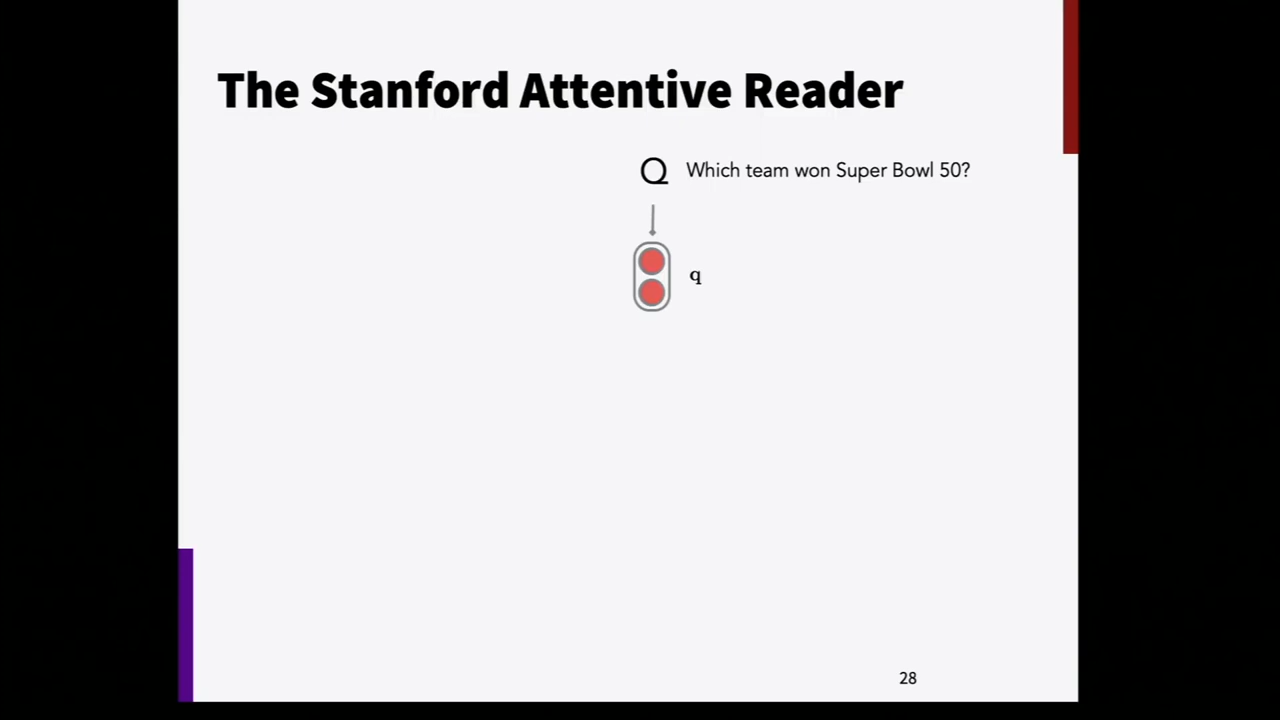 The Stanford Attentive Reader
Q Which team won Super Bowl 50?
q
28